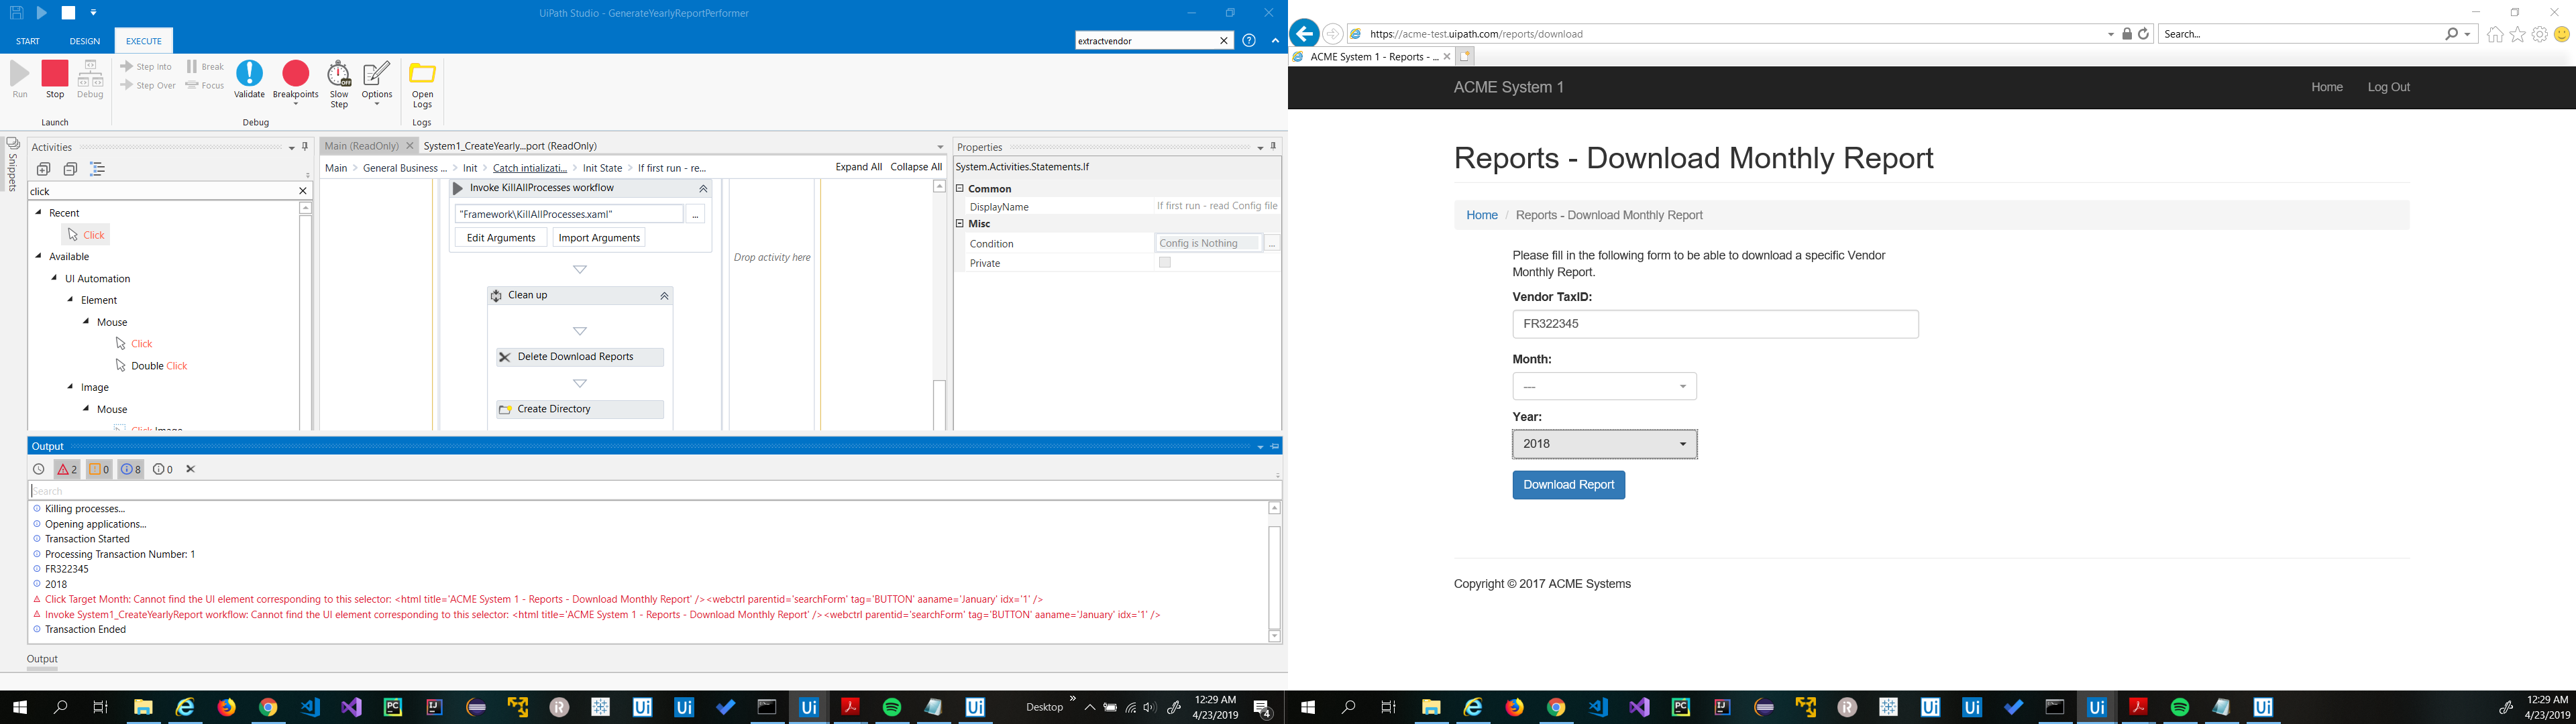 UiPath Studio - GenerateYearlyReportPerformer
START DESIGN EXECUTE
extractvendor
Run Stop Debug
Step Into Break
Step Over Focus
Validate Breakpoints Slow Step Options
Open Logs
Launch Debug Logs
Snippets
Activities
click
Recent
Click
Available
UI Automation
Element
Mouse
Click
Double Click
Image
Mouse
Click Image
Main (ReadOnly) System1_CreateYearly...port (ReadOnly)
Main > General Business ... > Init > Catch intializati... > Init State > If first run - re... Expand All Collapse All
Invoke KillAllProcesses workflow
"Framework\KillAllProcesses.xaml" ...
Edit Arguments Import Arguments
Drop activity here
Clean up
Delete Download Reports
Create Directory
Properties
System.Activities.Statements.If
Common
DisplayName If first run - read Config file
Misc
Condition Config is Nothing ...
Private
Output
2 0 8 0
Search
Killing processes...
Opening applications...
Transaction Started
Processing Transaction Number: 1
FR322345
2018
Click Target Month: Cannot find the UI element corresponding to this selector: <html title='ACME System 1 - Reports - Download Monthly Report' /><webctrl parentid='searchForm' tag='BUTTON' aaname='January' idx='1' />
Invoke System1_CreateYearlyReport workflow: Cannot find the UI element corresponding to this selector: <html title='ACME System 1 - Reports - Download Monthly Report' /><webctrl parentid='searchForm' tag='BUTTON' aaname='January' idx='1' />
Transaction Ended
Output
Desktop
12:29 AM
4/23/2019
4
https://acme-test.uipath.com/reports/download
Search...
ACME System 1 - Reports - ...
ACME System 1 Home Log Out
Reports - Download Monthly Report
Home / Reports - Download Monthly Report
Please fill in the following form to be able to download a specific Vendor
Monthly Report.
Vendor TaxID:
FR322345
Month:
---
Year:
2018
Download Report
Copyright © 2017 ACME Systems
12:29 AM
4/23/2019